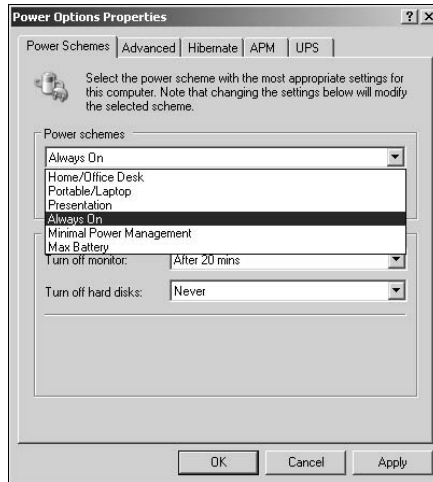 Power Options Properties
Power Schemes Advanced Hibernate APM UPS
Select the power scheme with the most appropriate settings for
this computer. Note that changing the settings below will modify
the selected scheme.
Power schemes
Always On
Home/Office Desk
Portable/Laptop
Presentation
Always On
Minimal Power Management
Max Battery
Turn off monitor: After 20 mins
Turn off hard disks: Never
OK Cancel Apply